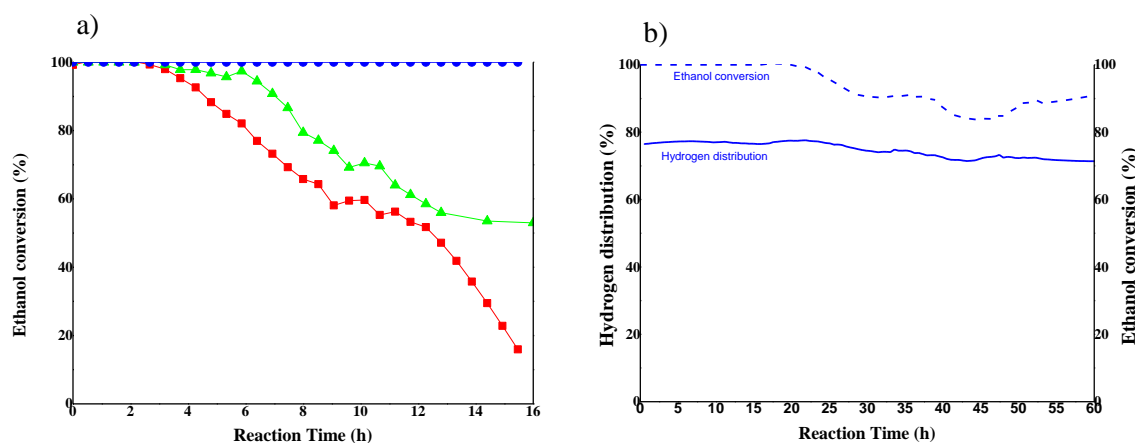 a)
Ethanol conversion (%)
100
80
60
40
20
0
0 2 4 6 8 10 12 14 16
Reaction Time (h)
b)
Hydrogen distribution (%)
100
80
60
40
20
0
Ethanol conversion
Hydrogen distribution
0 5 10 15 20 25 30 35 40 45 50 55 60
Reaction Time (h)
100
80
60
40
20
0
Ethanol conversion (%)